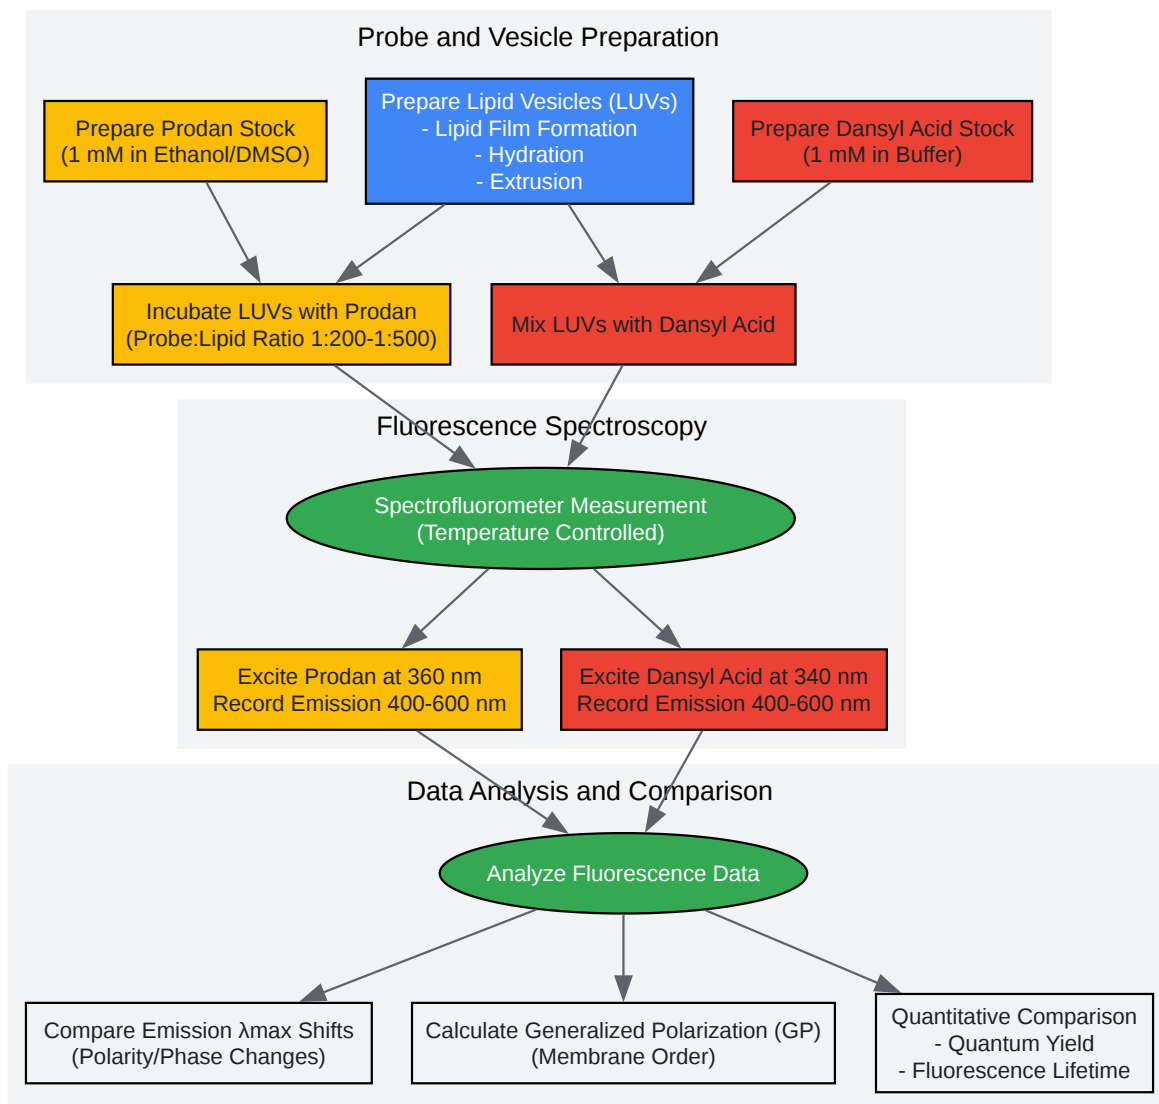 Probe and Vesicle Preparation
Prepare Prodan Stock
(1 mM in Ethanol/DMSO)
Prepare Lipid Vesicles (LUVs)
- Lipid Film Formation
- Hydration
- Extrusion
Prepare Dansyl Acid Stock
(1 mM in Buffer)
Incubate LUVs with Prodan
(Probe:Lipid Ratio 1:200-1:500)
Mix LUVs with Dansyl Acid
Fluorescence Spectroscopy
Spectrofluorometer Measurement
(Temperature Controlled)
Excite Prodan at 360 nm
Record Emission 400-600 nm
Excite Dansyl Acid at 340 nm
Record Emission 400-600 nm
Data Analysis and Comparison
Analyze Fluorescence Data
Compare Emission λmax Shifts
(Polarity/Phase Changes)
Calculate Generalized Polarization (GP)
(Membrane Order)
Quantitative Comparison
- Quantum Yield
- Fluorescence Lifetime